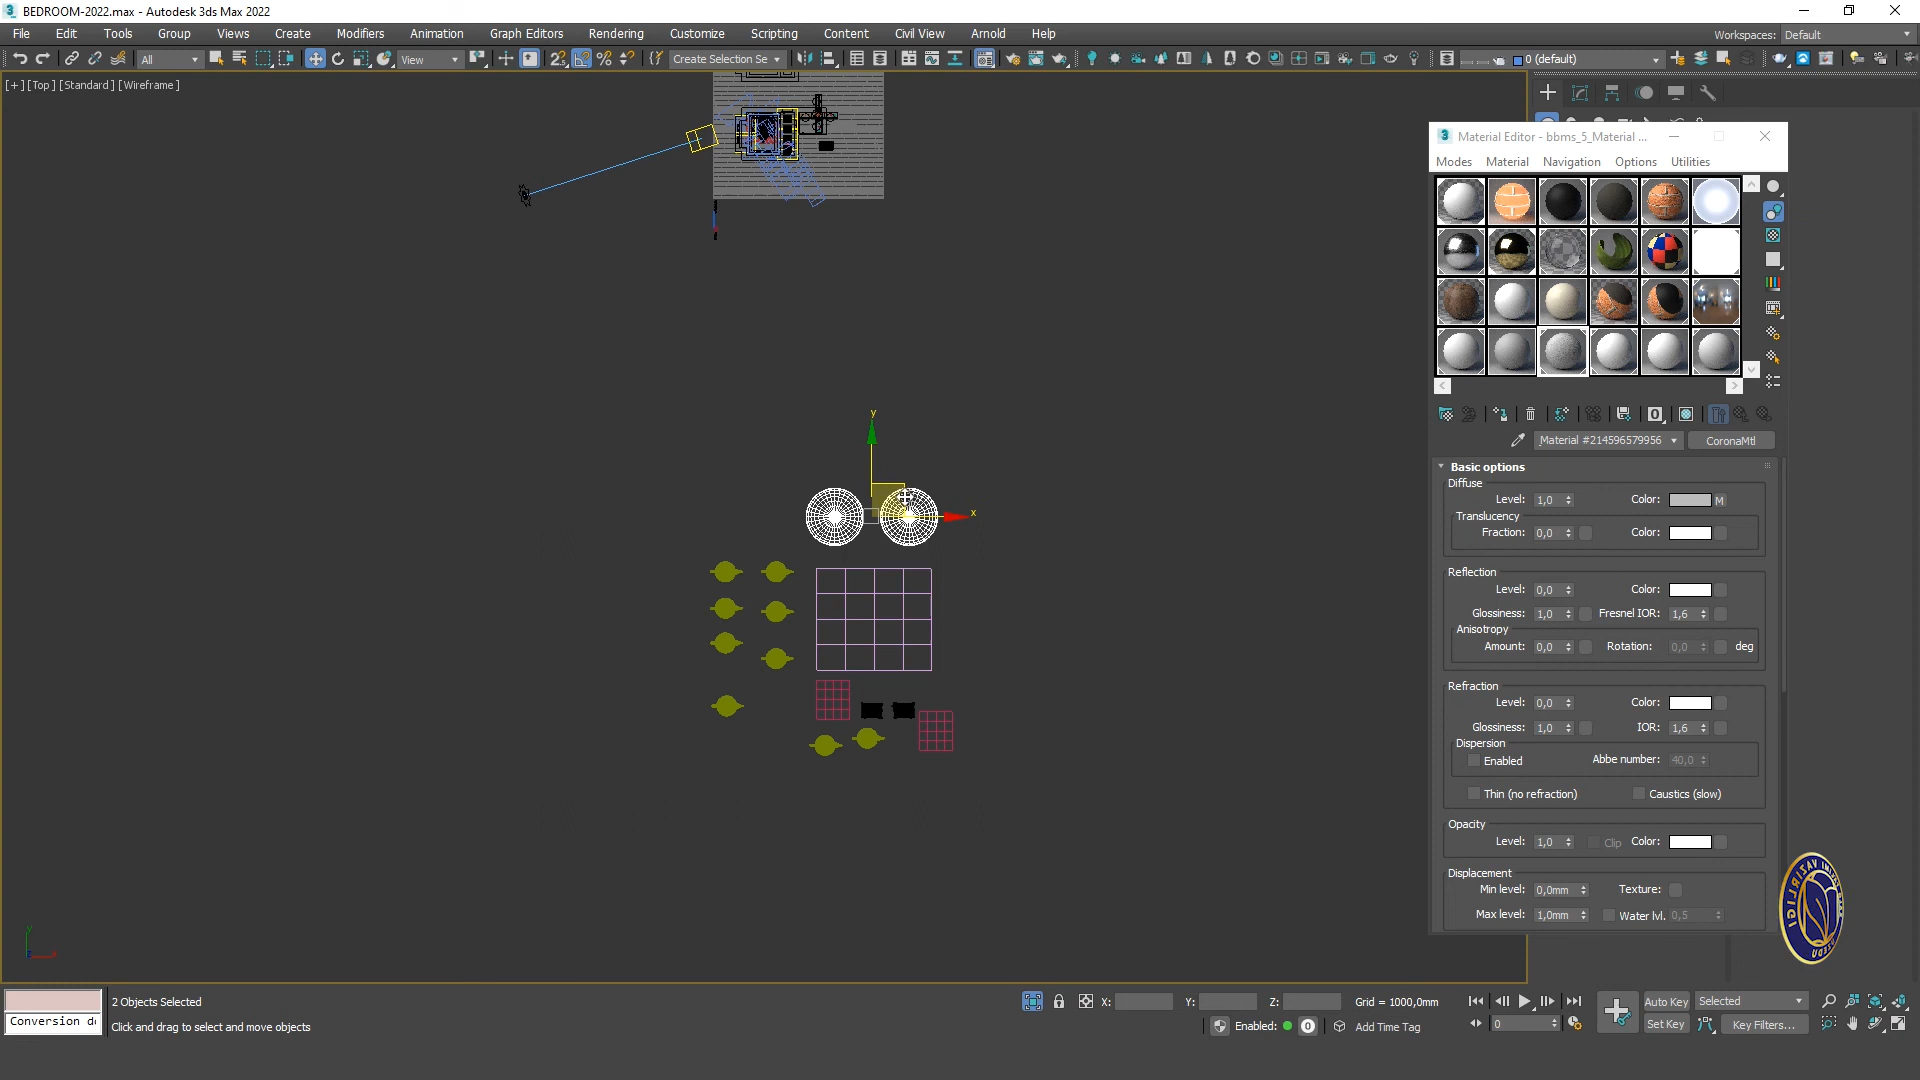 BEDROOM-2022.max - Autodesk 3ds Max 2022
File Edit Tools Group Views Create Modifiers Animation Graph Editors Rendering Customize Scripting Content Civil View Arnold Help
Workspaces: Default
All View Create Selection Se 0 (default)
[+] [Top] [Standard] [Wireframe]
Material Editor - bbms_5_Material ...
Modes Material Navigation Options Utilities
Material #214596579956 CoronaMtl
Basic options
Diffuse
Level: 1,0 Color: M
Translucency
Fraction: 0,0 Color:
Reflection
Level: 0,0 Color:
Glossiness: 1,0 Fresnel IOR: 1,6
Anisotropy
Amount: 0,0 Rotation: 0,0 deg
Refraction
Level: 0,0 Color:
Glossiness: 1,0 IOR: 1,6
Dispersion
Enabled Abbe number: 40,0
Thin (no refraction) Caustics (slow)
Opacity
Level: 1,0 Clip Color:
Displacement
Min level: 0,0mm Texture:
Max level: 1,0mm Water lvl. 0,5
y
x
Conversion de
2 Objects Selected
Click and drag to select and move objects
X: Y: Z: Grid = 1000,0mm
Enabled: 0 Add Time Tag
0
Auto Key Selected
Set Key Key Filters...